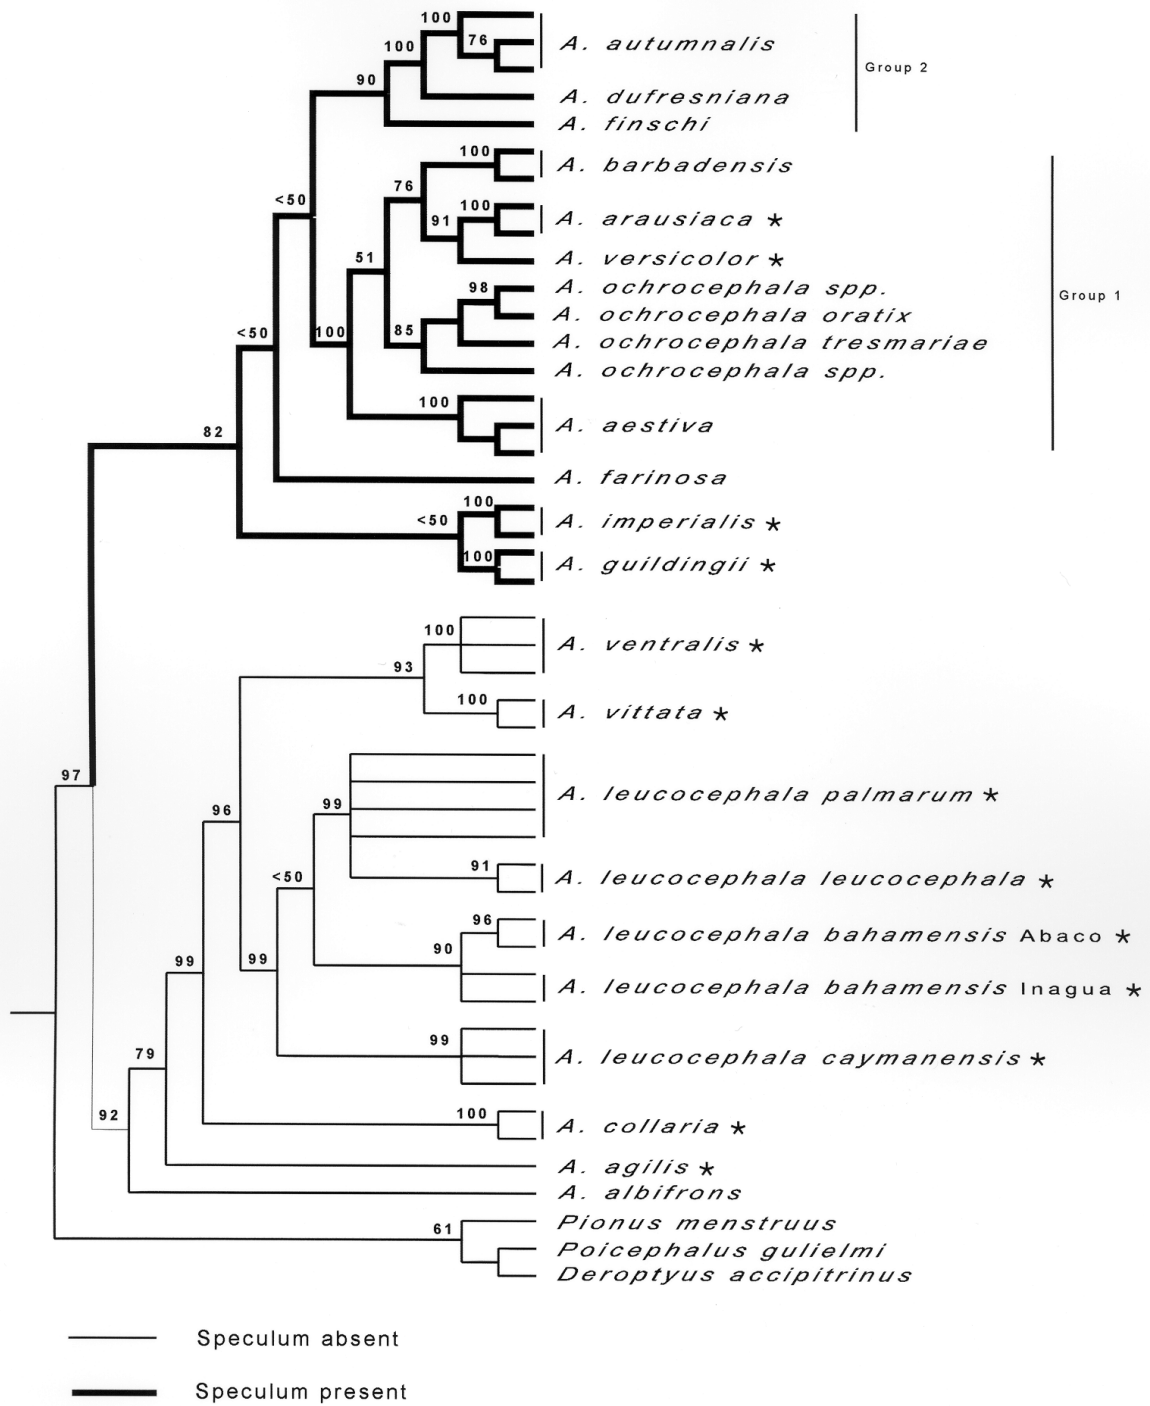 100
76
A. autumnalis
100
Group 2
90
A. dufresniana
A. finschi
100
A. barbadensis
76
<50
100
91
A. arausiaca *
A. versicolor *
51
98
A. ochrocephala spp.
Group 1
A. ochrocephala oratix
<50
100
85
A. ochrocephala tresmariae
A. ochrocephala spp.
100
A. aestiva
82
A. farinosa
100
<50
A. imperialis *
100
A. guildingii *
100
A. ventralis *
93
100
A. vittata *
97
99
A. leucocephala palmarum *
96
91
<50
A. leucocephala leucocephala *
96
A. leucocephala bahamensis Abaco *
90
99
99
A. leucocephala bahamensis Inagua *
99
79
A. leucocephala caymanensis *
92
100
A. collaria *
A. agilis *
A. albifrons
61
Pionus menstruus
Poicephalus gulielmi
Deroptyus accipitrinus
Speculum absent
Speculum present